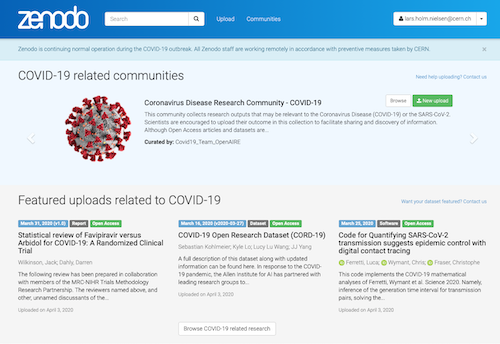 zenodo
Search
Upload
Communities
lars.holm.nielsen@cern.ch
Zenodo is continuing normal operation during the COVID-19 outbreak. All Zenodo staff are working remotely in accordance with preventive measures taken by CERN.
×
COVID-19 related communities
Need help uploading? Contact us
Coronavirus Disease Research Community - COVID-19
Browse
New upload
This community collects research outputs that may be relevant to the Coronavirus Disease (COVID-19) or the SARS-CoV-2.
Scientists are encouraged to upload their outcome in this collection to facilitate sharing and discovery of information.
Although Open Access articles and datasets are...
Curated by: Covid19_Team_OpenAIRE
Featured uploads related to COVID-19
Want your dataset featured? Contact us
March 31, 2020 (v1.0) Report Open Access
Statistical review of Favipiravir versus
Arbidol for COVID-19: A Randomized Clinical
Trial
Wilkinson, Jack; Dahly, Darren
The following review has been prepared in collaboration
with members of the MRC-NIHR Trials Methodology
Research Partnership. The reviewers named above, and
other, unnamed discussants of the...
Uploaded on April 3, 2020
March 16, 2020 (v2020-03-27) Dataset Open Access
COVID-19 Open Research Dataset (CORD-19)
Sebastian Kohlmeier; Kyle Lo; Lucy Lu Wang; JJ Yang
A full description of this dataset along with updated
information can be found here. In response to the COVID-19
pandemic, the Allen Institute for AI has partnered with
leading research groups to...
Uploaded on April 3, 2020
March 25, 2020 Software Open Access
Code for Quantifying SARS-CoV-2
transmission suggests epidemic control with
digital contact tracing
Ferretti, Luca; Wymant, Chris; Fraser, Christophe
This code implements the COVID-19 mathematical
analyses of Ferretti, Wymant et al. Science 2020. Namely,
inference of the generation time interval for transmission
pairs, solving the...
Uploaded on April 3, 2020
Browse COVID-19 related research